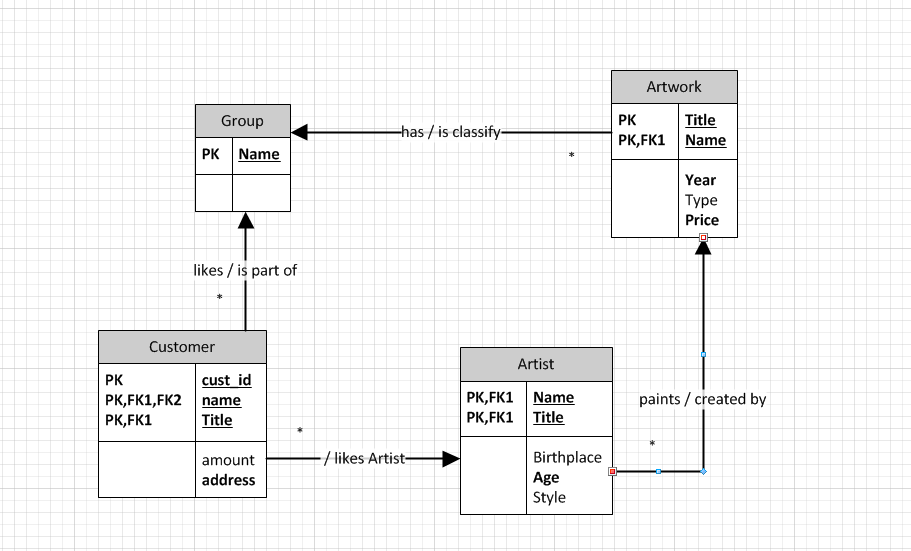 Artwork
PK Title
PK,FK1 Name
Year
Type
Price
Group
PK Name
has / is classify
*
likes / is part of
*
Customer
PK cust_id
PK,FK1,FK2 name
PK,FK1 Title
amount
address
*
/ likes Artist
Artist
PK,FK1 Name
PK,FK1 Title
Birthplace
Age
Style
paints / created by
*